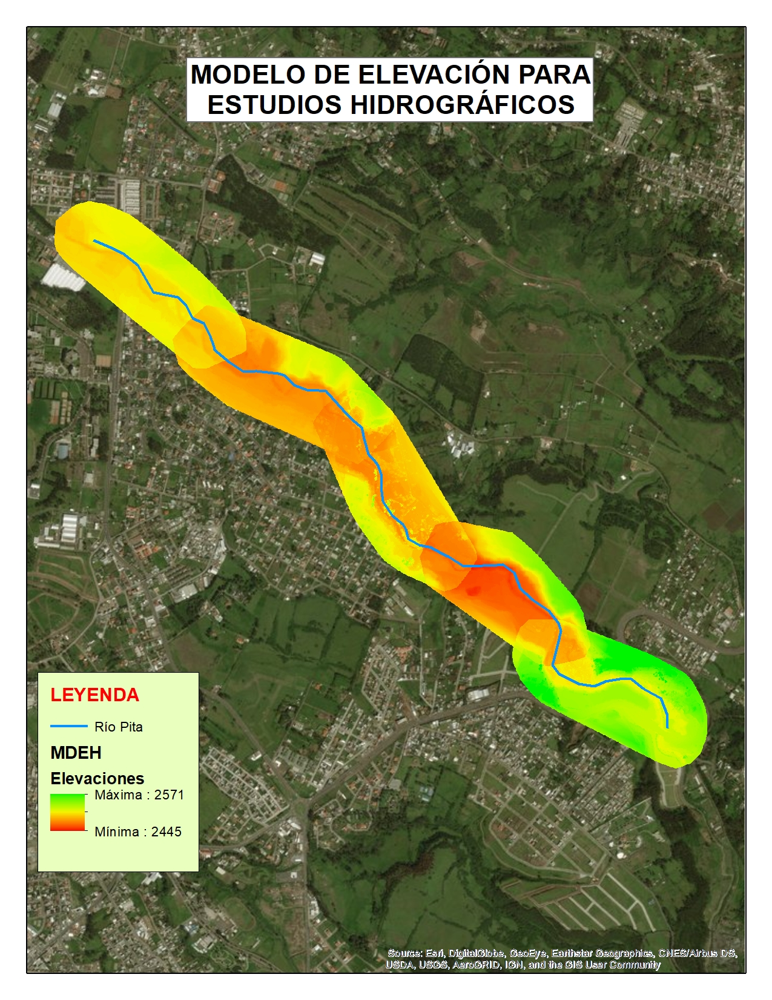 MODELO DE ELEVACIÓN PARA
ESTUDIOS HIDROGRÁFICOS
LEYENDA
Río Pita
MDEH
Elevaciones
Máxima : 2571
Mínima : 2445
Source: Esri, DigitalGlobe, GeoEye, Earthstar Geographics, CNES/Airbus DS,
USDA, USGS, AeroGRID, IGN, and the GIS User Community